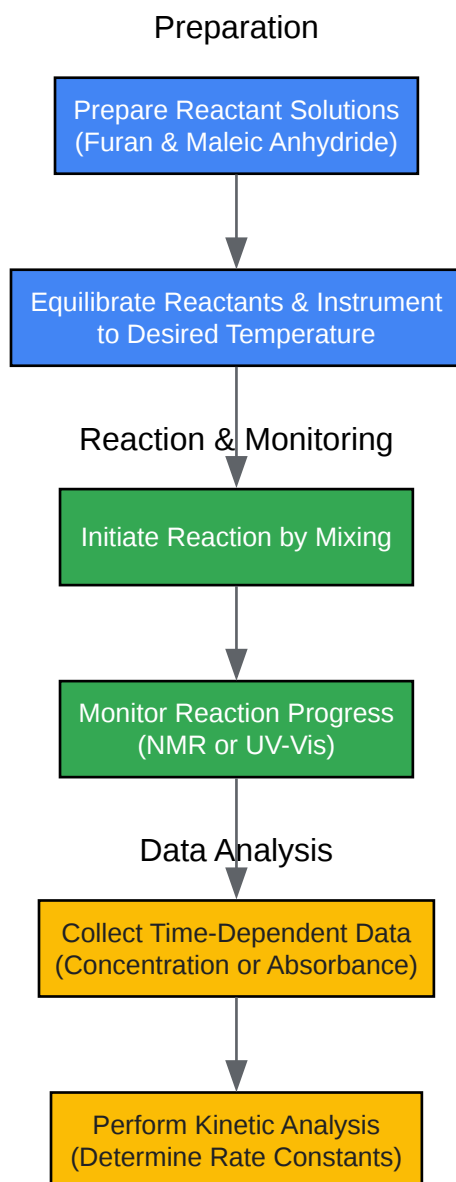 Preparation
Prepare Reactant Solutions
(Furan & Maleic Anhydride)
Equilibrate Reactants & Instrument
to Desired Temperature
Reaction & Monitoring
Initiate Reaction by Mixing
Monitor Reaction Progress
(NMR or UV-Vis)
Data Analysis
Collect Time-Dependent Data
(Concentration or Absorbance)
Perform Kinetic Analysis
(Determine Rate Constants)